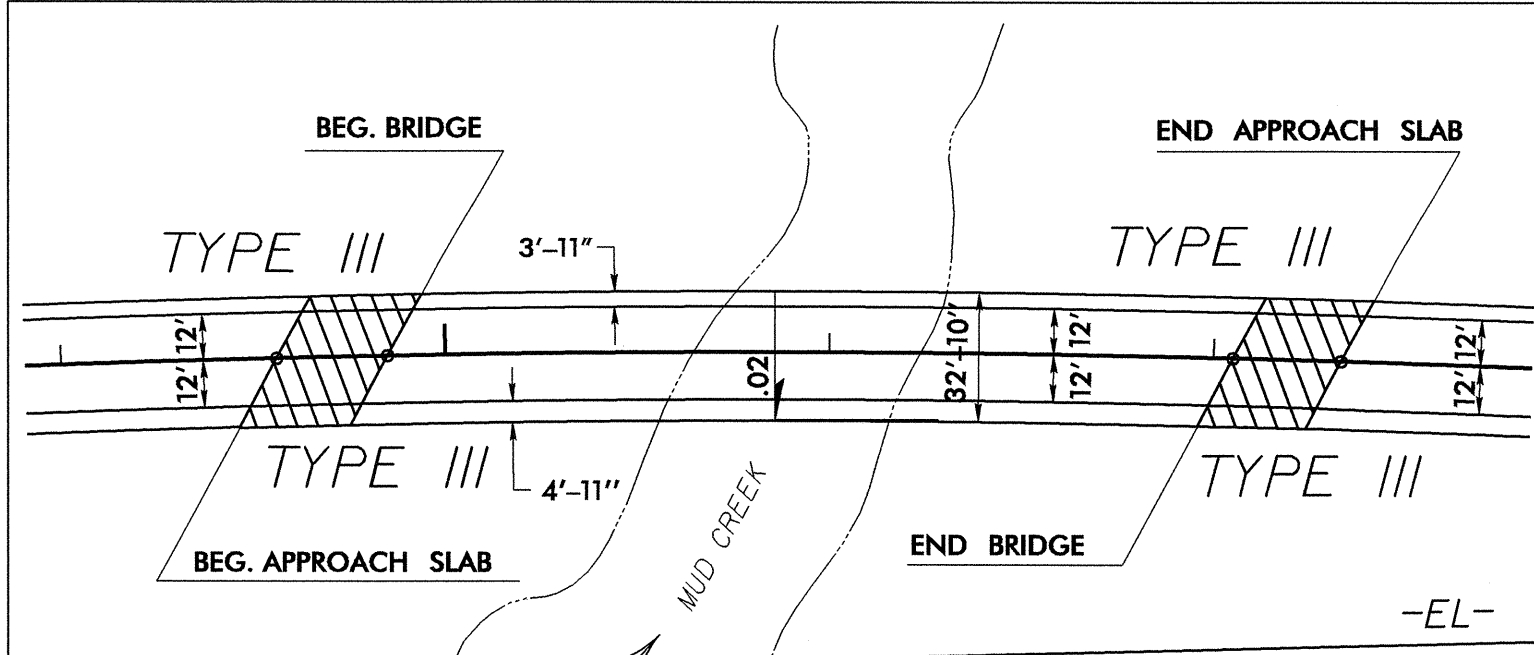 BEG. BRIDGE
END APPROACH SLAB
TYPE III
3'-11"
TYPE III
12'
12'
.02
32'-10'
12'
12'
12'
12'
TYPE III
4'-11''
TYPE III
BEG. APPROACH SLAB
MUD CREEK
END BRIDGE
-EL-